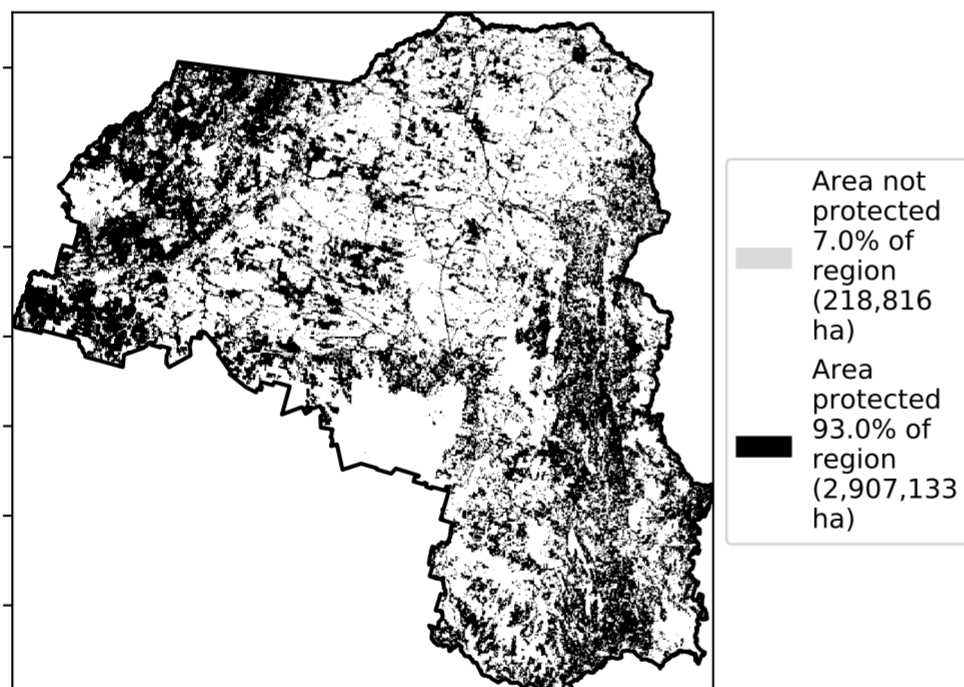 Area not
protected
7.0% of
region
(218,816
ha)
Area
protected
93.0% of
region
(2,907,133
ha)